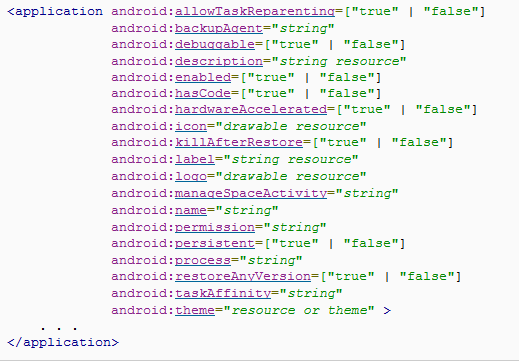 <application android:allowTaskReparenting=["true" | "false"]
android:backupAgent="string"
android:debuggable=["true" | "false"]
android:description="string resource"
android:enabled=["true" | "false"]
android:hasCode=["true" | "false"]
android:hardwareAccelerated=["true" | "false"]
android:icon="drawable resource"
android:killAfterRestore=["true" | "false"]
android:label="string resource"
android:logo="drawable resource"
android:manageSpaceActivity="string"
android:name="string"
android:permission="string"
android:persistent=["true" | "false"]
android:process="string"
android:restoreAnyVersion=["true" | "false"]
android:taskAffinity="string"
android:theme="resource or theme" >
. . .
</application>